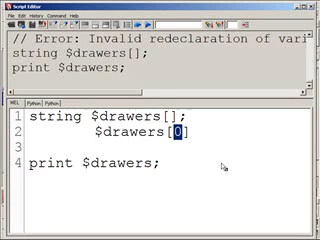 Script Editor
File Edit History Command Help
// Error: Invalid redeclaration of vari
string $drawers[];
print $drawers;
MEL Python Python
1 string $drawers[];
2 $drawers[0]
3
4 print $drawers;